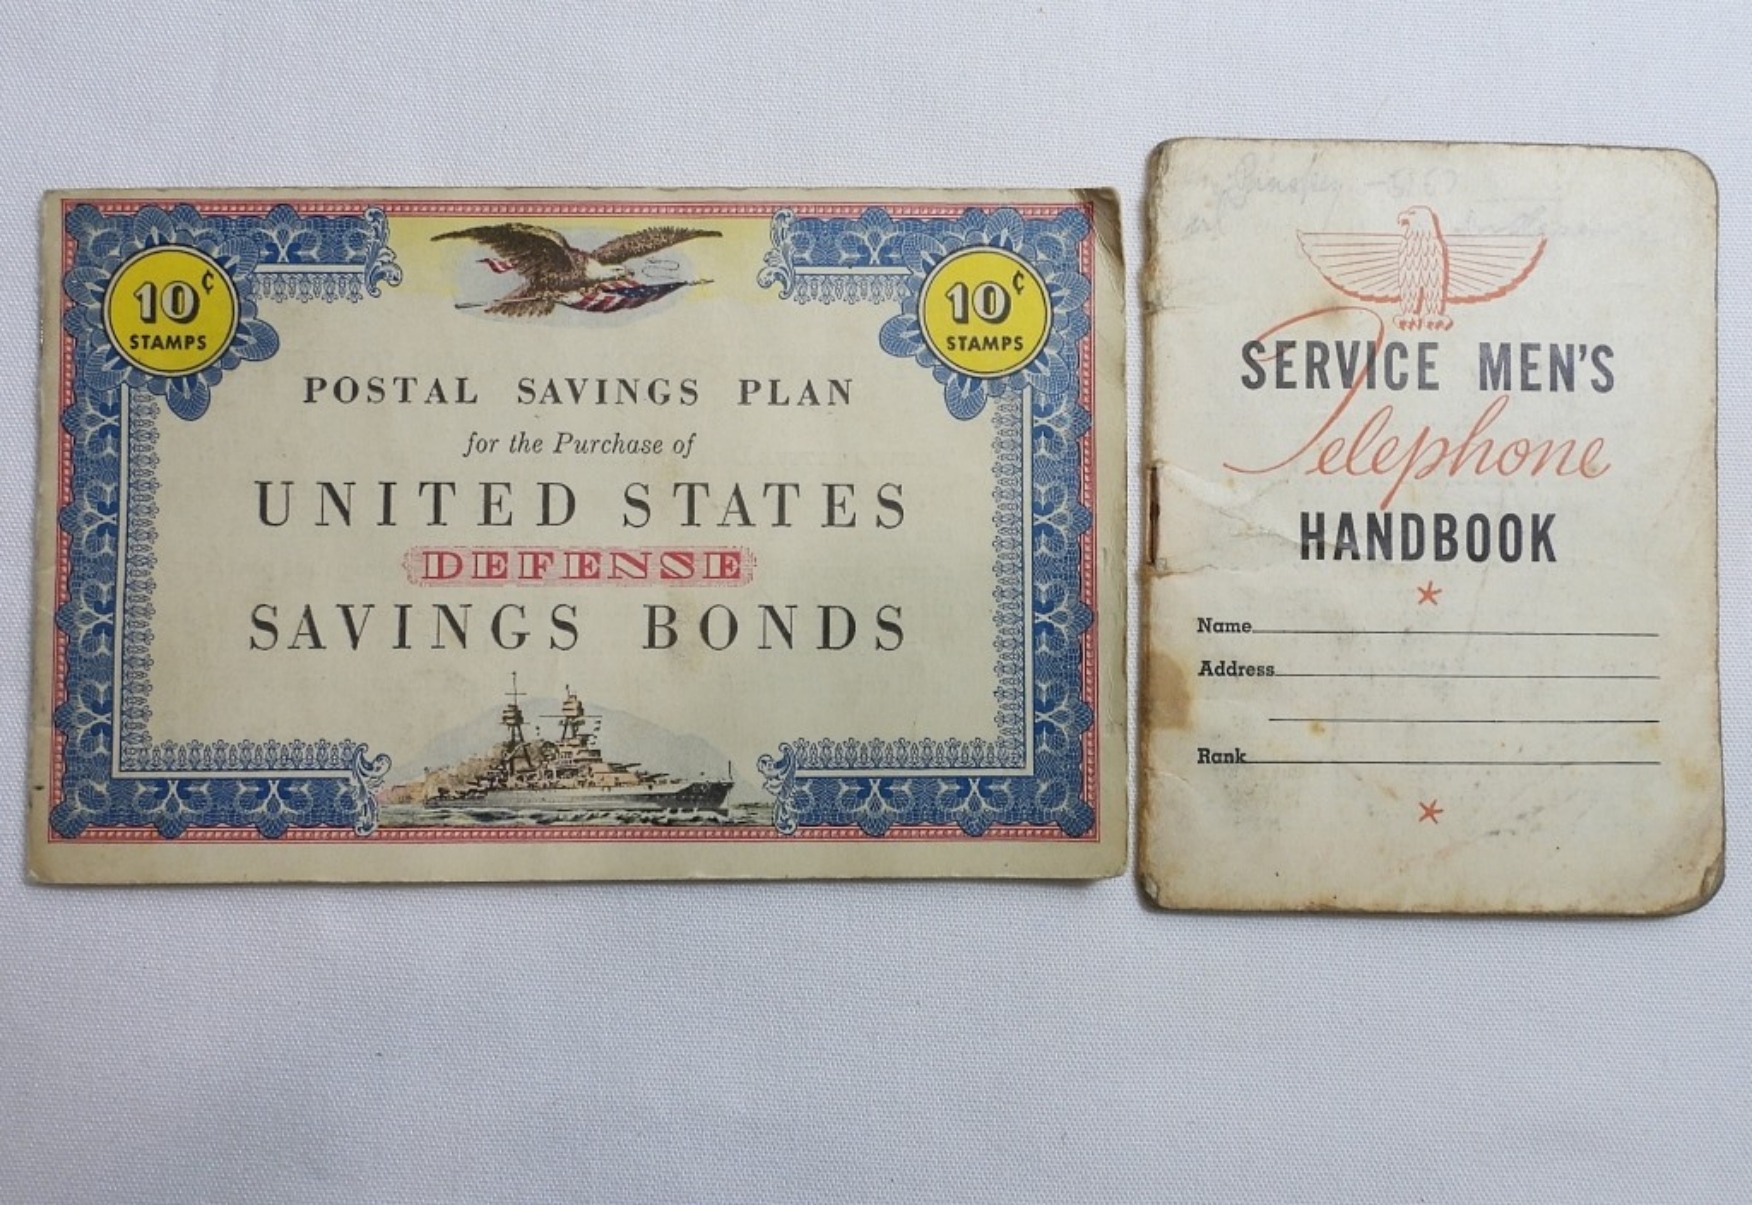 10¢
STAMPS
10¢
STAMPS
POSTAL SAVINGS PLAN
for the Purchase of
UNITED STATES
DEFENSE
SAVINGS BONDS
SERVICE MEN'S
Telephone
HANDBOOK
Name
Address
Rank